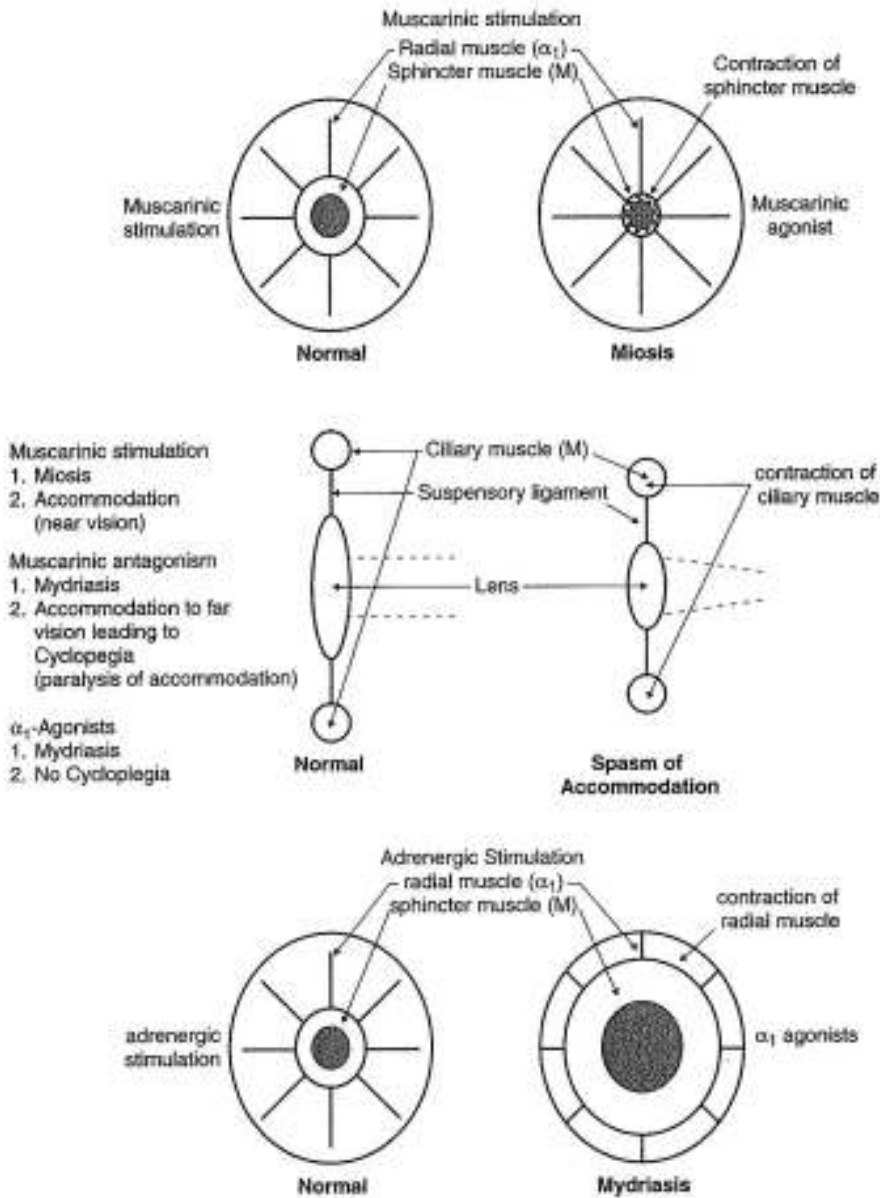 Muscarinic stimulation
Radial muscle (α₁)
Sphincter muscle (M)
Contraction of
sphincter muscle
Muscarinic
stimulation
Muscarinic
agonist
Normal
Miosis
Muscarinic stimulation
1. Miosis
2. Accommodation
(near vision)
Muscarinic antagonism
1. Mydriasis
2. Accommodation to far
vision leading to
Cyclopegia
(paralysis of accommodation)
α₁-Agonists
1. Mydriasis
2. No Cycloplegia
Ciliary muscle (M)
Suspensory ligament
Lens
contraction of
ciliary muscle
Normal
Spasm of
Accommodation
Adrenergic Stimulation
radial muscle (α₁)
sphincter muscle (M)
contraction of
radial muscle
adrenergic
stimulation
α₁ agonists
Normal
Mydriasis